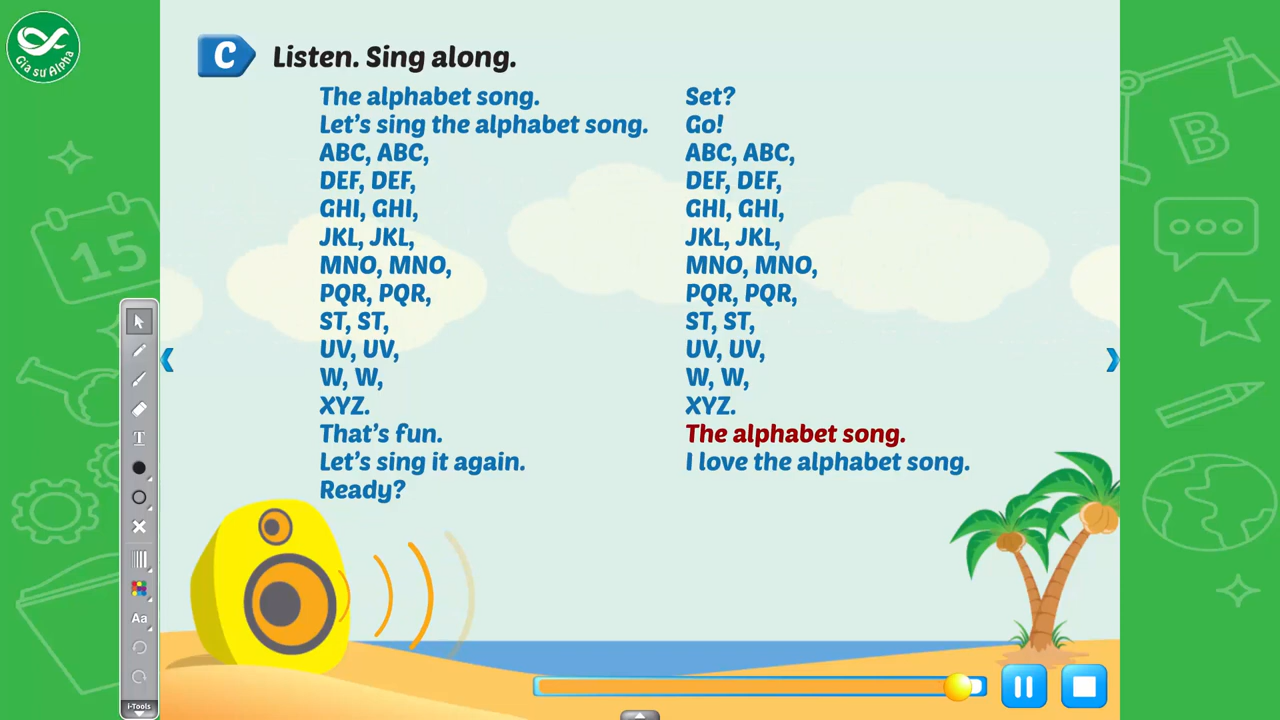 Gia sư Alpha
C Listen. Sing along.
The alphabet song.
Let's sing the alphabet song.
ABC, ABC,
DEF, DEF,
GHI, GHI,
JKL, JKL,
MNO, MNO,
PQR, PQR,
ST, ST,
UV, UV,
W, W,
XYZ.
That's fun.
Let's sing it again.
Ready?
Set?
Go!
ABC, ABC,
DEF, DEF,
GHI, GHI,
JKL, JKL,
MNO, MNO,
PQR, PQR,
ST, ST,
UV, UV,
W, W,
XYZ.
The alphabet song.
I love the alphabet song.
15
B
T
Aa
i-Tools